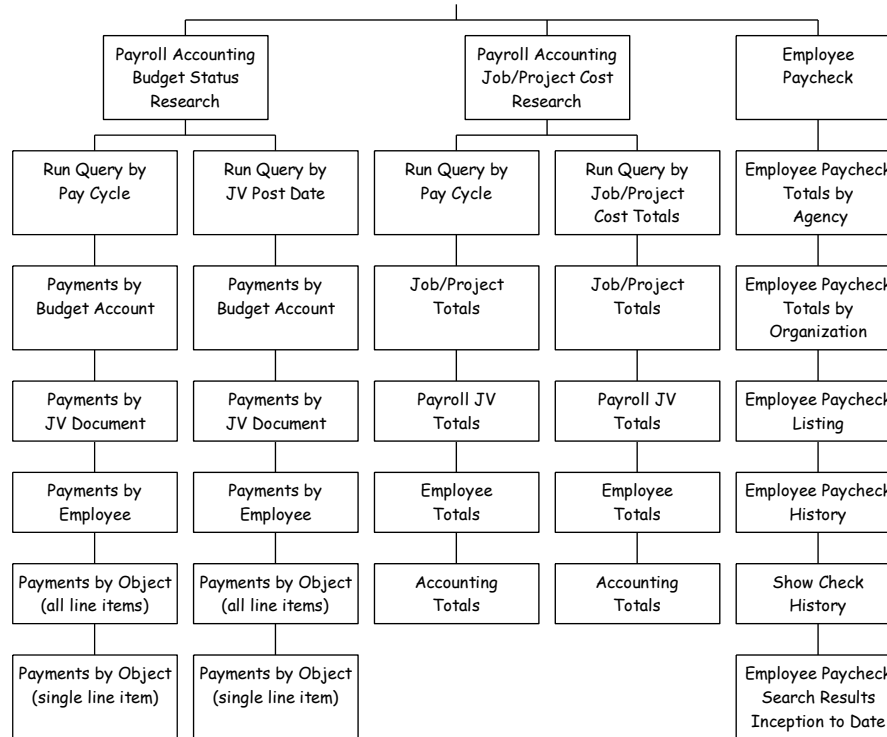 Payroll Accounting
Budget Status
Research
Payroll Accounting
Job/Project Cost
Research
Employee
Paycheck
Run Query by
Pay Cycle
Run Query by
JV Post Date
Run Query by
Pay Cycle
Run Query by
Job/Project
Cost Totals
Employee Paycheck
Totals by
Agency
Payments by
Budget Account
Payments by
Budget Account
Job/Project
Totals
Job/Project
Totals
Employee Paycheck
Totals by
Organization
Payments by
JV Document
Payments by
JV Document
Payroll JV
Totals
Payroll JV
Totals
Employee Paycheck
Listing
Payments by
Employee
Payments by
Employee
Employee
Totals
Employee
Totals
Employee Paycheck
History
Payments by Object
(all line items)
Payments by Object
(all line items)
Accounting
Totals
Accounting
Totals
Show Check
History
Payments by Object
(single line item)
Payments by Object
(single line item)
Employee Paycheck
Search Results
Inception to Date